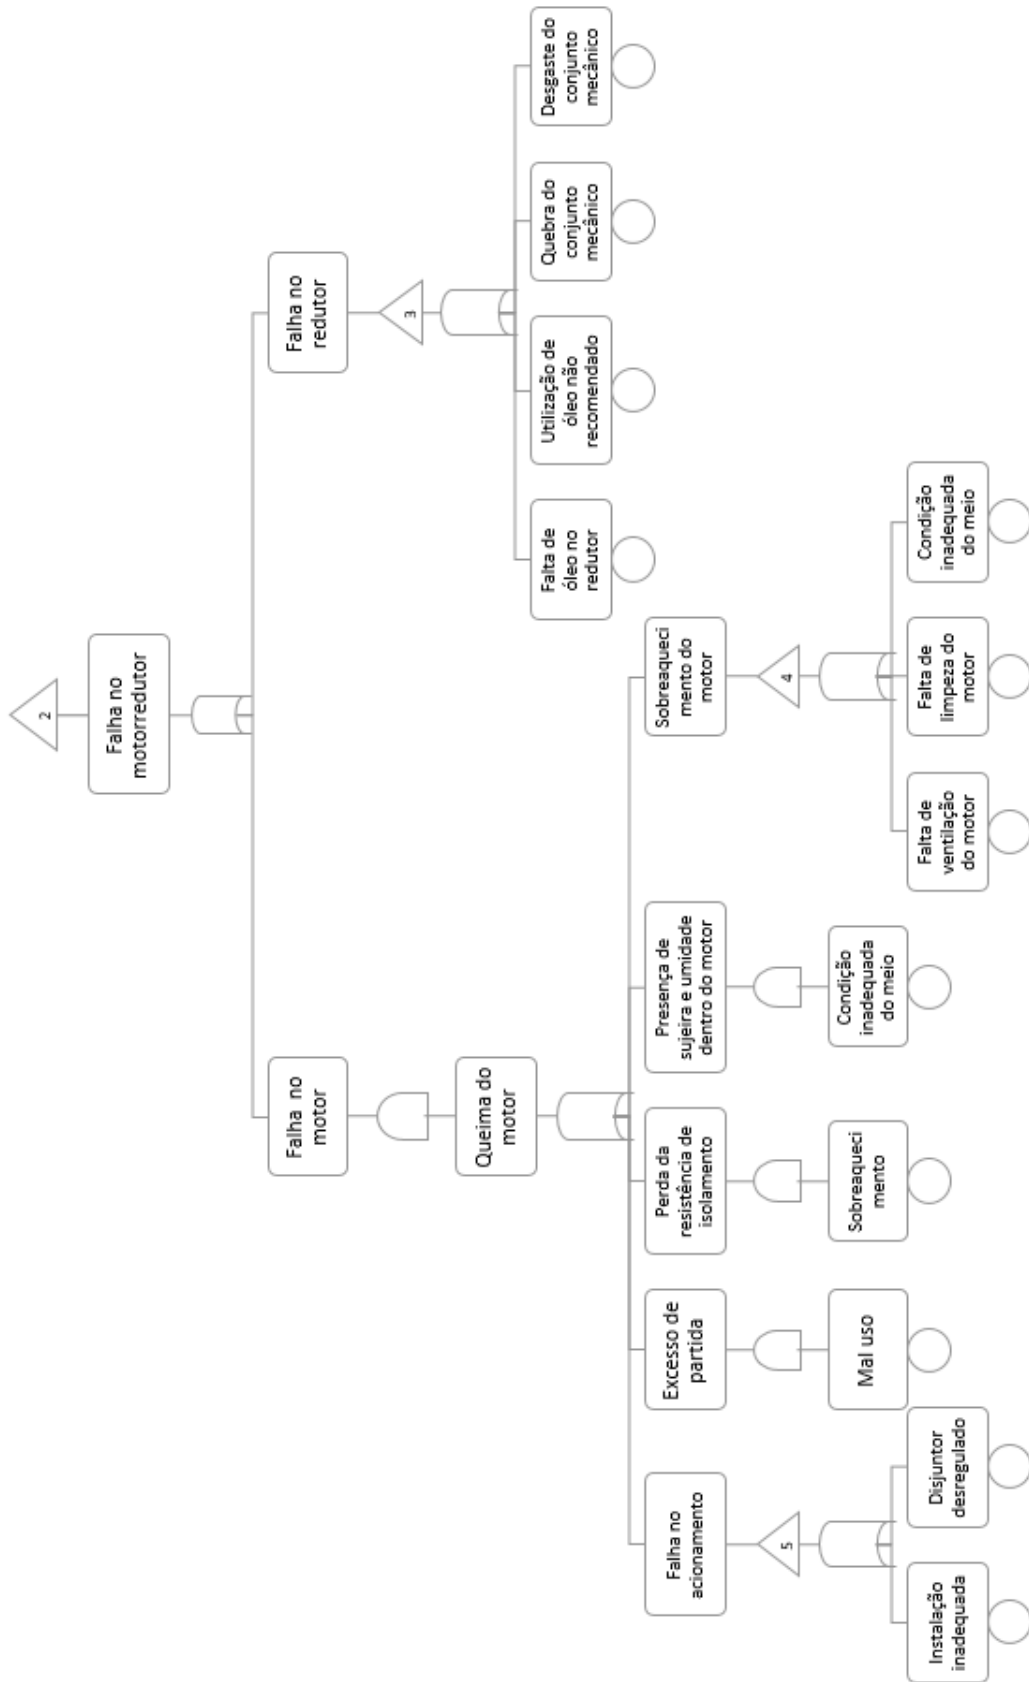 2
Falha no
motorredutor
Falha no
motor
Falha no
redutor
3
Queima do
motor
Falta de
óleo no
redutor
Utilização de
óleo não
recomendado
Quebra do
conjunto
mecânico
Desgaste do
conjunto
mecânico
Falha no
acionamento
Excesso de
partida
Perda da
resistência de
isolamento
Presença de
sujeira e umidade
dentro do motor
Sobreaqueci
mento do
motor
5
4
Mal uso
Sobreaqueci
mento
Condição
inadequada
do meio
Instalação
inadequada
Disjuntor
desregulado
Falta de
ventilação
do motor
Falta de
limpeza do
motor
Condição
inadequada
do meio